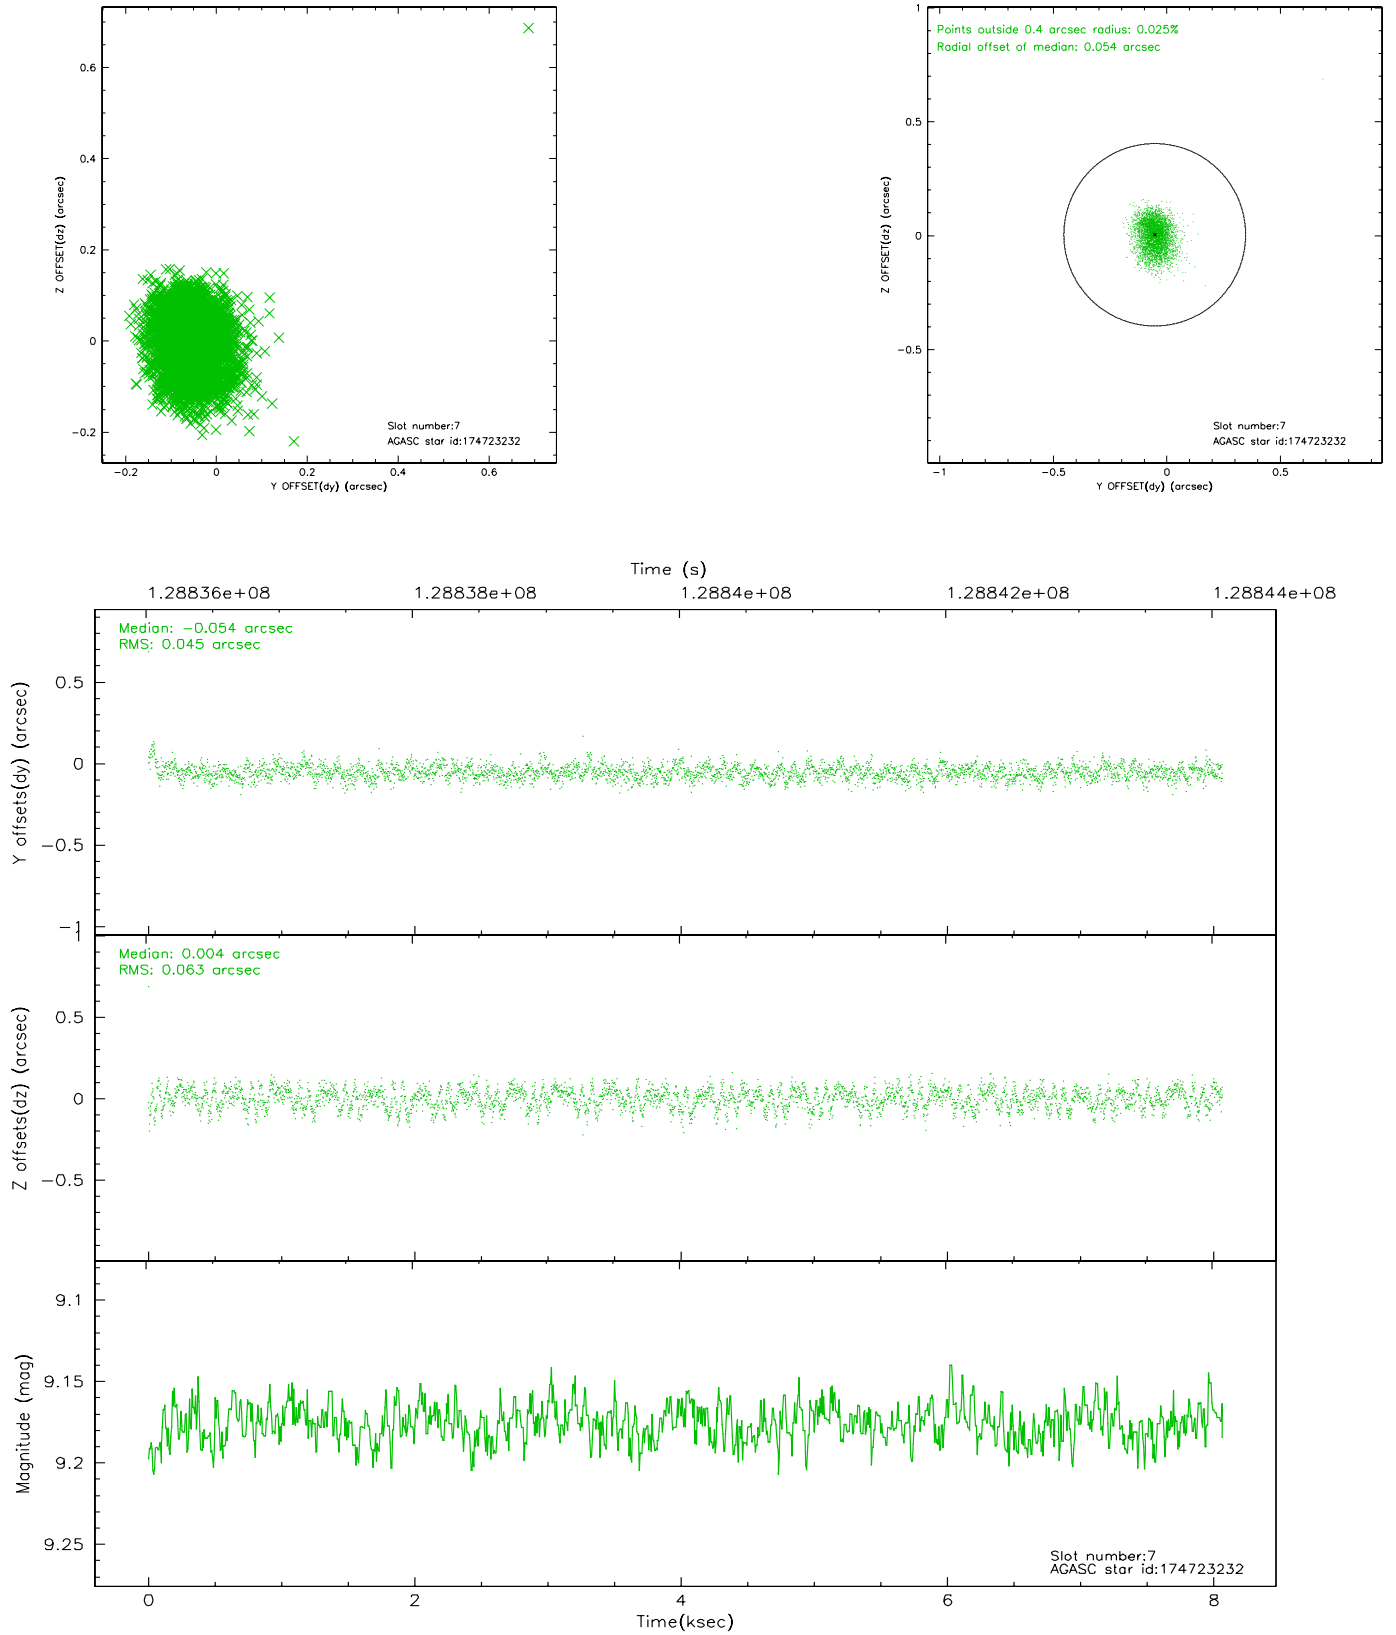 0.6
0.4
0.2
0
−0.2
Z OFFSET(dz) (arcsec)
Slot number:7
AGASC star id:174723232
−0.2 0 0.2 0.4 0.6
Y OFFSET(dy) (arcsec)
Points outside 0.4 arcsec radius: 0.025%
Radial offset of median: 0.054 arcsec
1
0.5
0
−0.5
Z OFFSET(dz) (arcsec)
Slot number:7
AGASC star id:174723232
−1 −0.5 0 0.5
Y OFFSET(dy) (arcsec)
Time (s)
1.28836e+08 1.28838e+08 1.2884e+08 1.28842e+08 1.28844e+08
Median: −0.054 arcsec
RMS: 0.045 arcsec
0.5
0
−0.5
−1
Y offsets(dy) (arcsec)
1
Median: 0.004 arcsec
RMS: 0.063 arcsec
0.5
0
−0.5
Z offsets(dz) (arcsec)
9.1
9.15
9.2
9.25
Magnitude (mag)
Slot number:7
AGASC star id:174723232
0 2 4 6 8
Time(ksec)